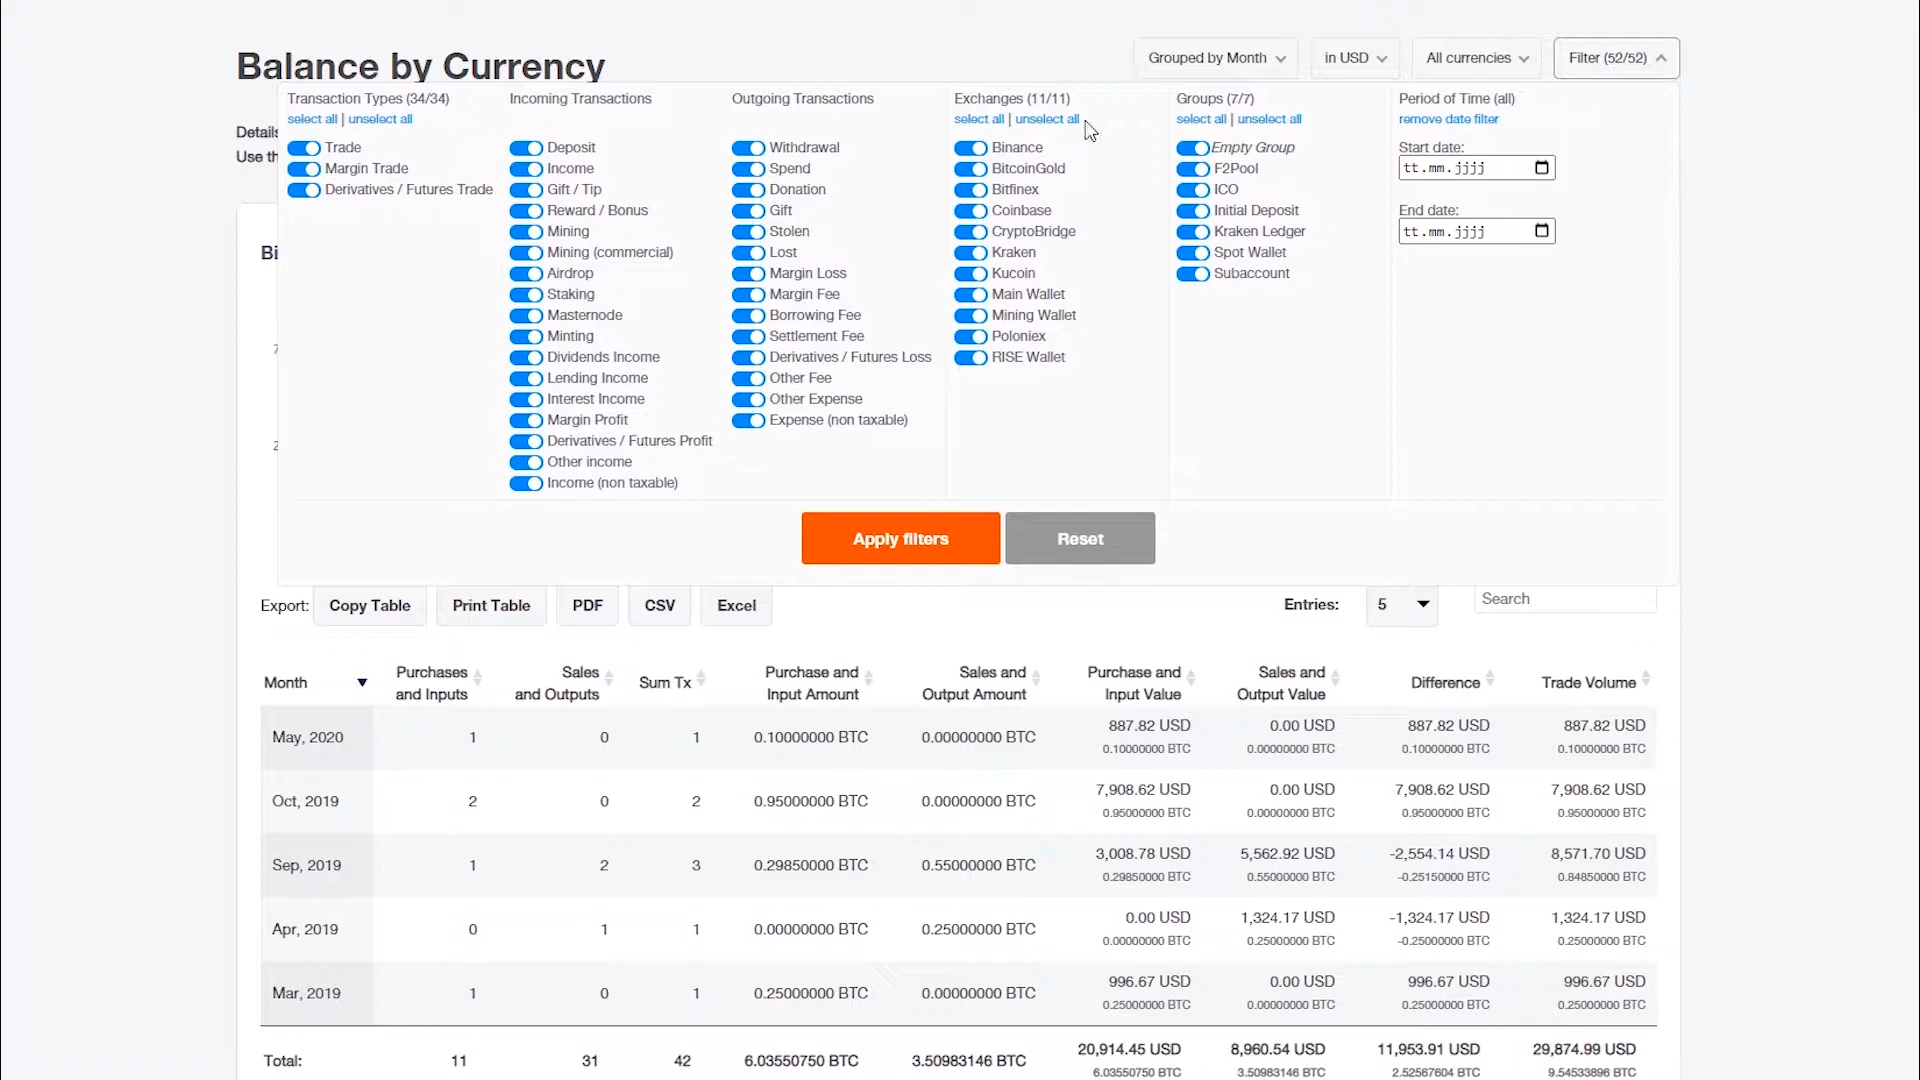 Balance by Currency
Grouped by Month
in USD
All currencies
Filter (52/52)
Details
Use th
Bi
Transaction Types (34/34)
select all | unselect all
Trade
Margin Trade
Derivatives / Futures Trade
Incoming Transactions
Deposit
Income
Gift / Tip
Reward / Bonus
Mining
Mining (commercial)
Airdrop
Staking
Masternode
Minting
Dividends Income
Lending Income
Interest Income
Margin Profit
Derivatives / Futures Profit
Other income
Income (non taxable)
Outgoing Transactions
Withdrawal
Spend
Donation
Gift
Stolen
Lost
Margin Loss
Margin Fee
Borrowing Fee
Settlement Fee
Derivatives / Futures Loss
Other Fee
Other Expense
Expense (non taxable)
Exchanges (11/11)
select all | unselect all
Binance
BitcoinGold
Bitfinex
Coinbase
CryptoBridge
Kraken
Kucoin
Main Wallet
Mining Wallet
Poloniex
RISE Wallet
Groups (7/7)
select all | unselect all
Empty Group
F2Pool
ICO
Initial Deposit
Kraken Ledger
Spot Wallet
Subaccount
Period of Time (all)
remove date filter
Start date:
tt.mm.jjjj
End date:
tt.mm.jjjj
Apply filters
Reset
Export: Copy Table Print Table PDF CSV Excel
Entries: 5
Search
Month
Purchases and Inputs
Sales and Outputs
Sum Tx
Purchase and Input Amount
Sales and Output Amount
Purchase and Input Value
Sales and Output Value
Difference
Trade Volume
May, 2020 1 0 1 0.10000000 BTC 0.00000000 BTC 887.82 USD 0.00 USD 887.82 USD 887.82 USD
0.10000000 BTC 0.00000000 BTC 0.10000000 BTC 0.10000000 BTC
Oct, 2019 2 0 2 0.95000000 BTC 0.00000000 BTC 7,908.62 USD 0.00 USD 7,908.62 USD 7,908.62 USD
0.95000000 BTC 0.00000000 BTC 0.95000000 BTC 0.95000000 BTC
Sep, 2019 1 2 3 0.29850000 BTC 0.55000000 BTC 3,008.78 USD 5,562.92 USD -2,554.14 USD 8,571.70 USD
0.29850000 BTC 0.55000000 BTC -0.25150000 BTC 0.84850000 BTC
Apr, 2019 0 1 1 0.00000000 BTC 0.25000000 BTC 0.00 USD 1,324.17 USD -1,324.17 USD 1,324.17 USD
0.00000000 BTC 0.25000000 BTC -0.25000000 BTC 0.25000000 BTC
Mar, 2019 1 0 1 0.25000000 BTC 0.00000000 BTC 996.67 USD 0.00 USD 996.67 USD 996.67 USD
0.25000000 BTC 0.00000000 BTC 0.25000000 BTC 0.25000000 BTC
Total: 11 31 42 6.03550750 BTC 3.50983146 BTC 20,914.45 USD 8,960.54 USD 11,953.91 USD 29,874.99 USD
6.03550750 BTC 3.50983146 BTC 2.52567604 BTC 9.54533896 BTC